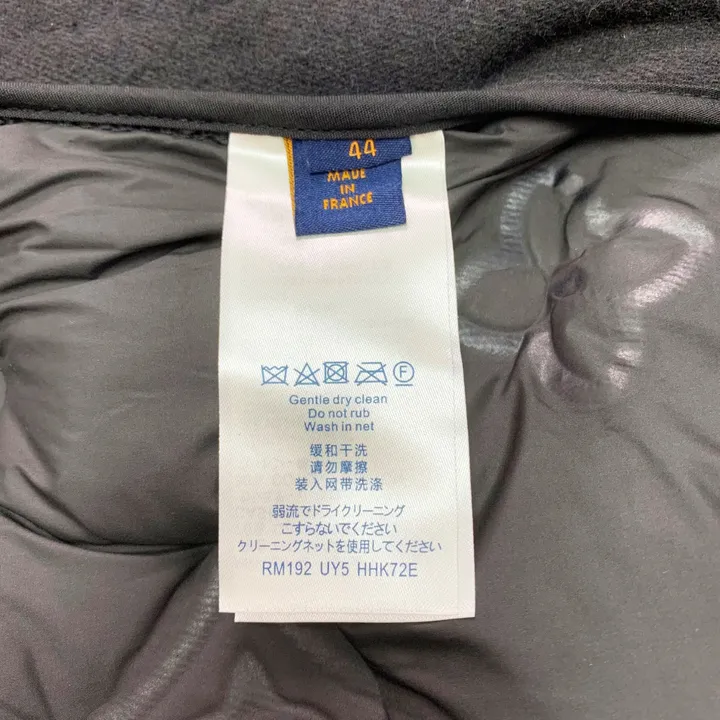 44
MADE
IN
FRANCE
F
Gentle dry clean
Do not rub
Wash in net
缓和干洗
请勿摩擦
装入网带洗涤
弱流でドライクリーニング
こすらないでください
クリーニングネットを使用してください
RM192 UY5 HHK72E